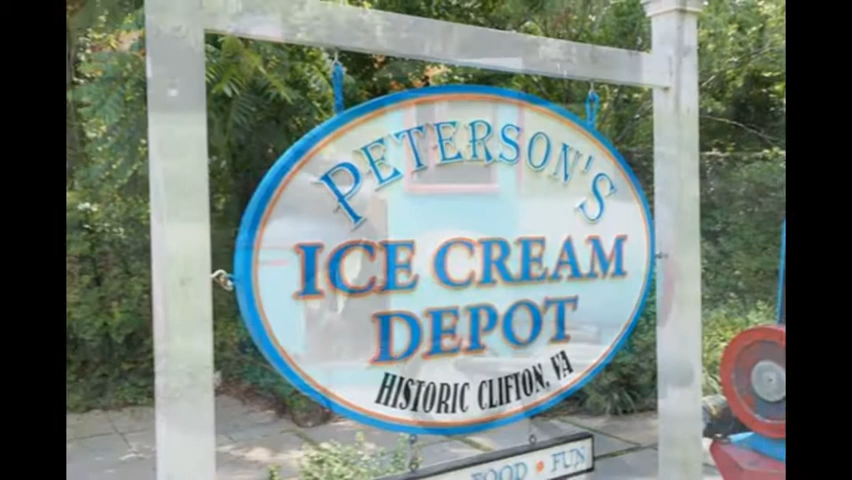 PETERSON'S
ICE CREAM
DEPOT
HISTORIC CLIFTON, VA
FOOD • FUN